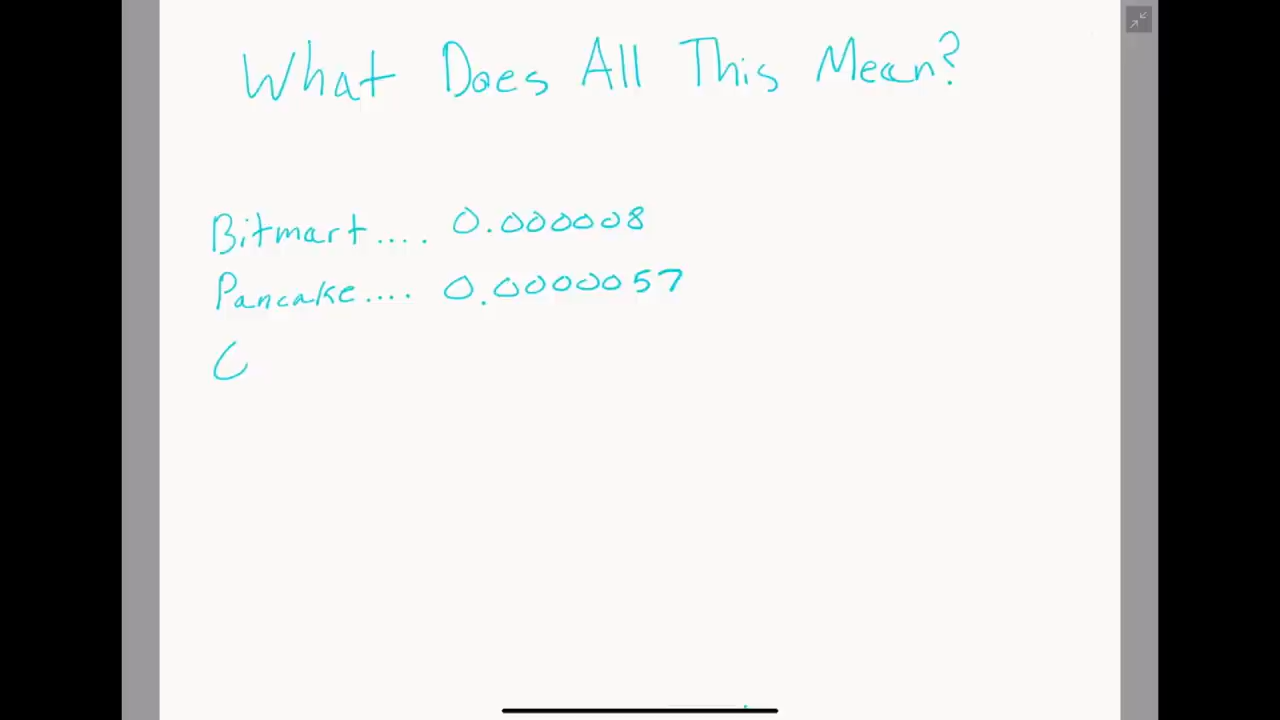 What Does All This Mean?
Bitmart.... 0.000008
Pancake.... 0.0000057
C